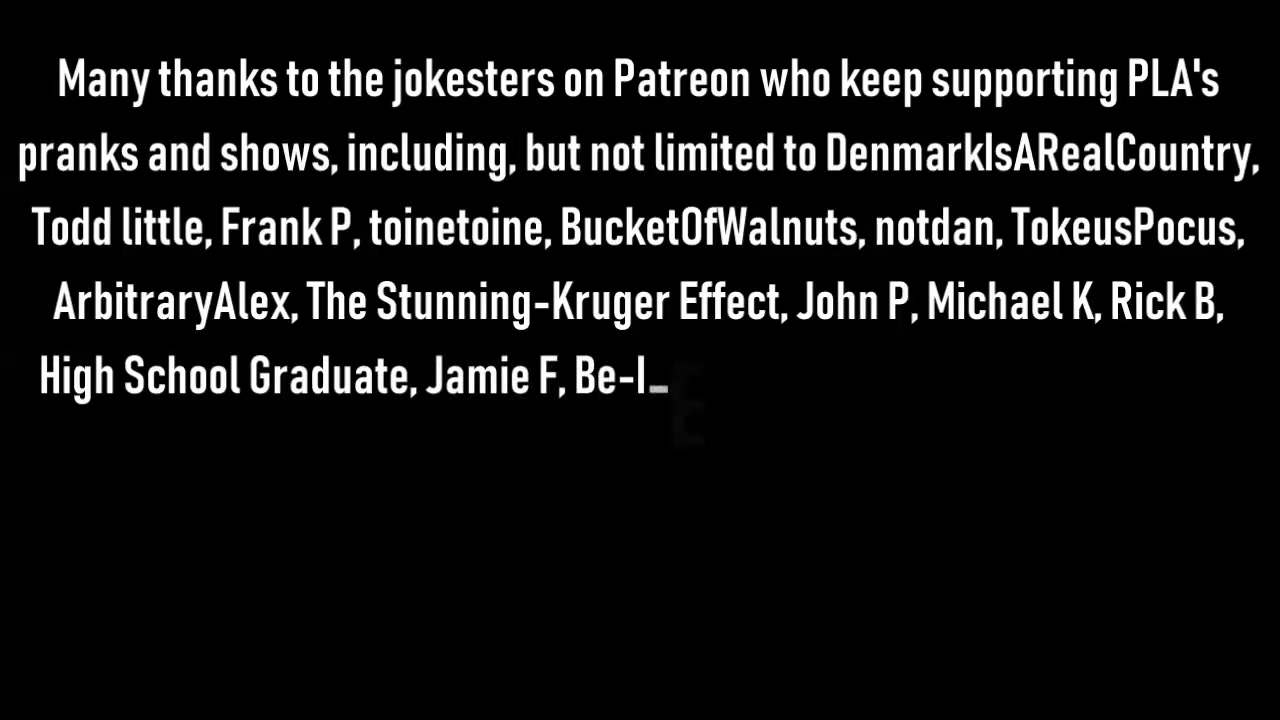 Many thanks to the jokesters on Patreon who keep supporting PLA's
pranks and shows, including, but not limited to DenmarkIsARealCountry,
Todd little, Frank P, toinetoine, BucketOfWalnuts, notdan, TokeusPocus,
ArbitraryAlex, The Stunning-Kruger Effect, John P, Michael K, Rick B,
High School Graduate, Jamie F, Be-I